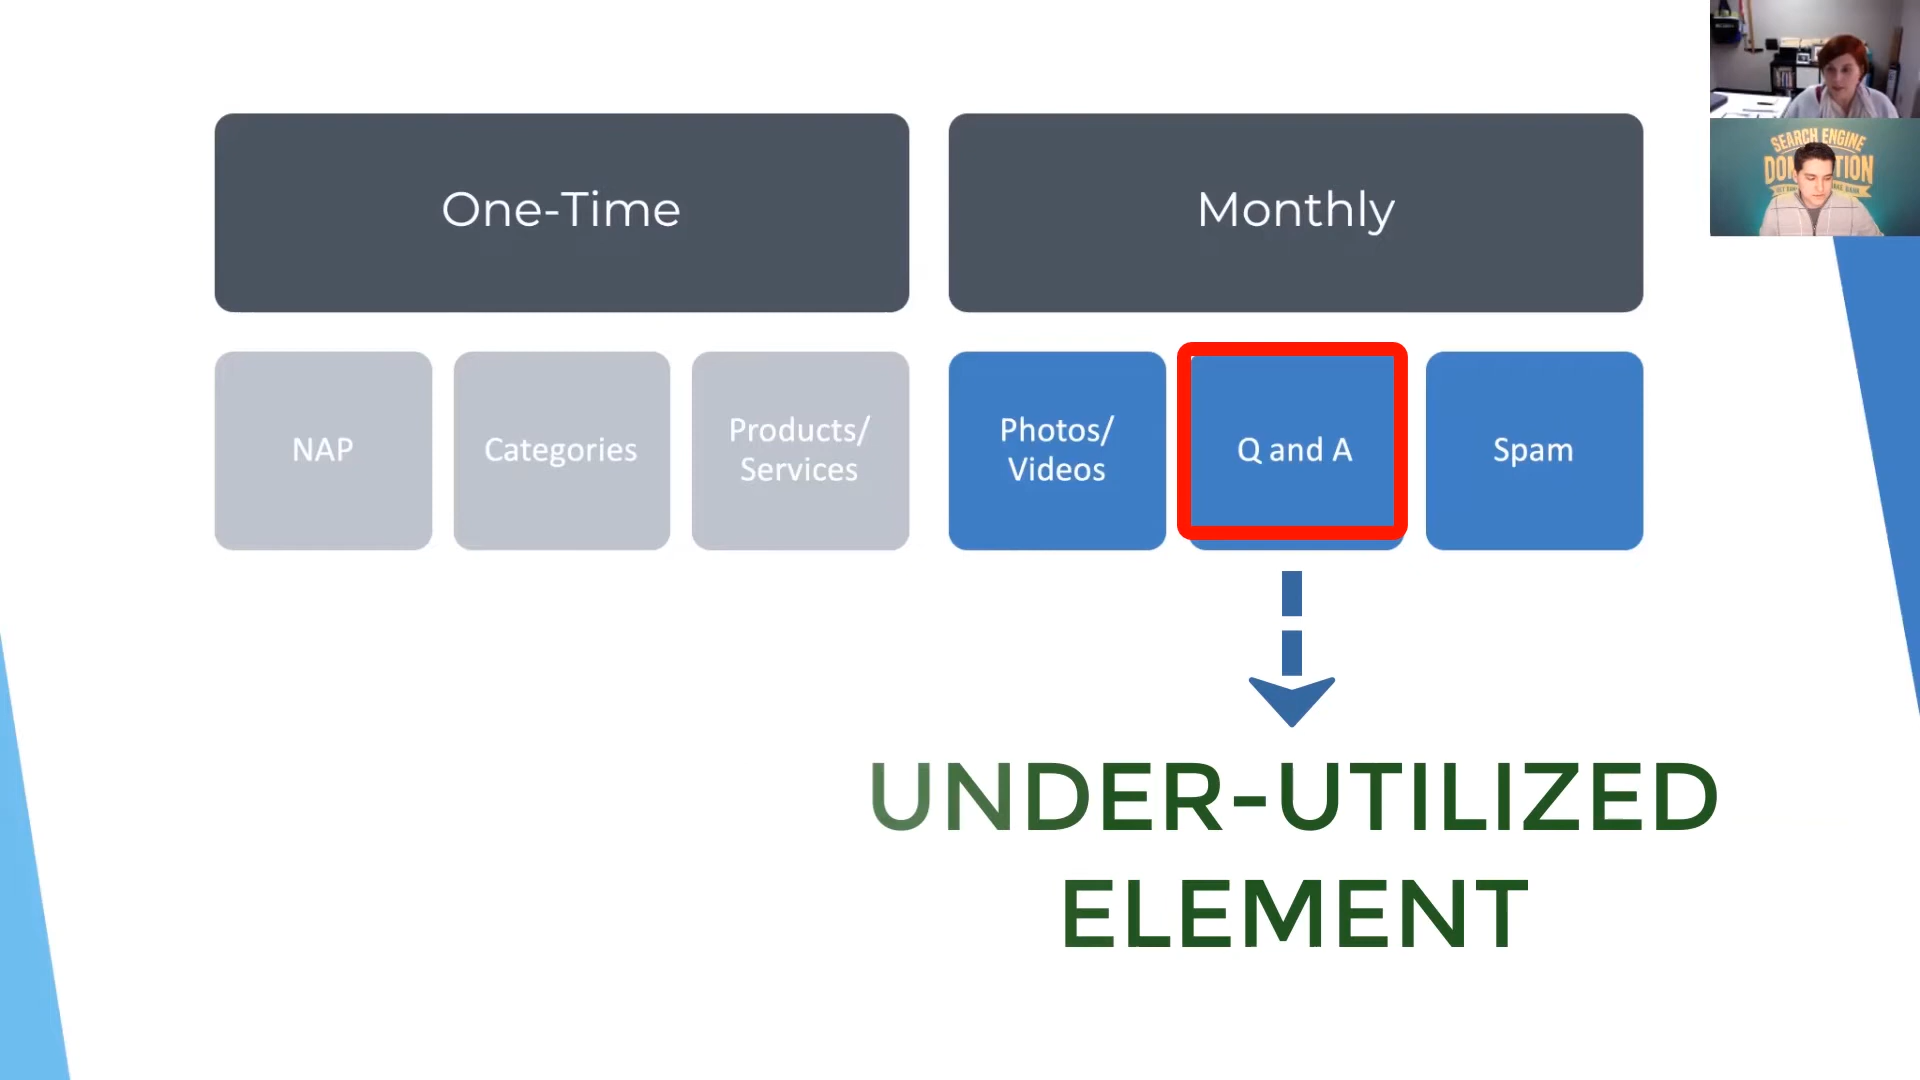 One-Time
Monthly
NAP
Categories
Products/
Services
Photos/
Videos
Q and A
Spam
UNDER-UTILIZED
ELEMENT
SEARCH ENGINE